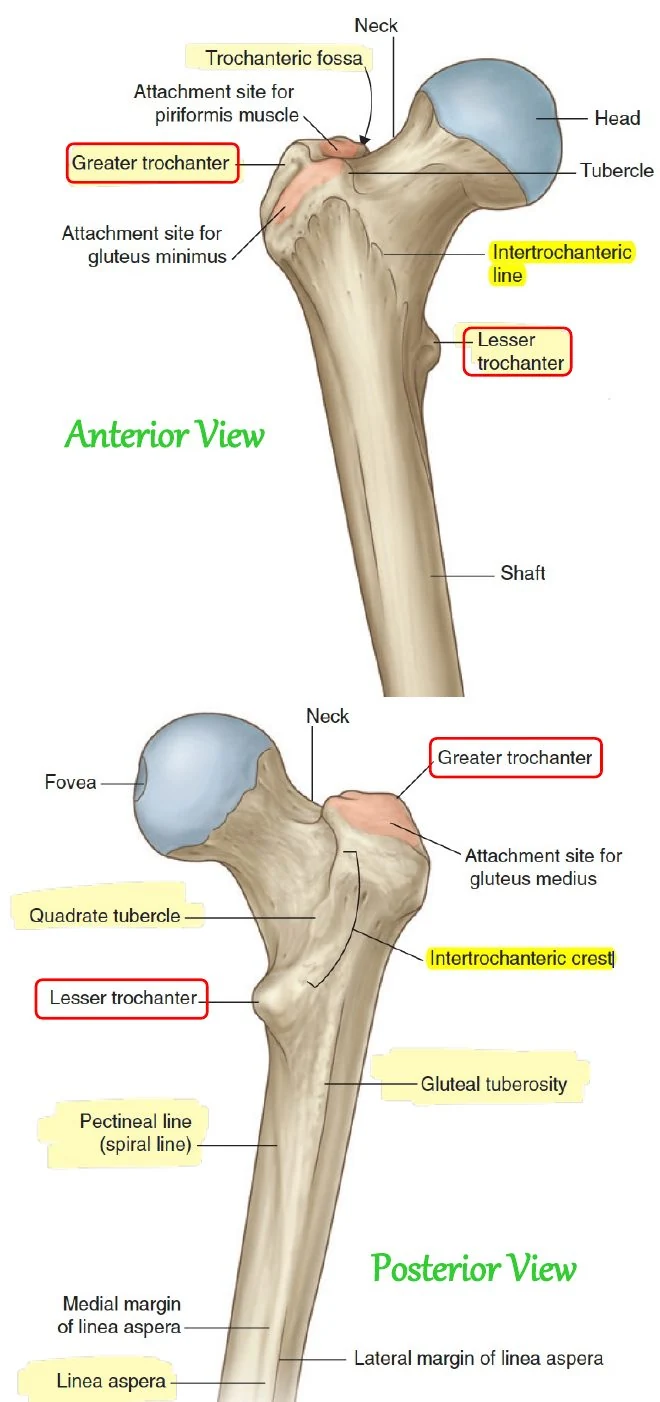 Neck
Trochanteric fossa
Attachment site for
piriformis muscle
Head
Greater trochanter
Tubercle
Attachment site for
gluteus minimus
Intertrochanteric
line
Lesser
trochanter
Anterior View
Shaft
Neck
Greater trochanter
Fovea
Attachment site for
gluteus medius
Quadrate tubercle
Intertrochanteric crest
Lesser trochanter
Gluteal tuberosity
Pectineal line
(spiral line)
Posterior View
Medial margin
of linea aspera
Lateral margin of linea aspera
Linea aspera